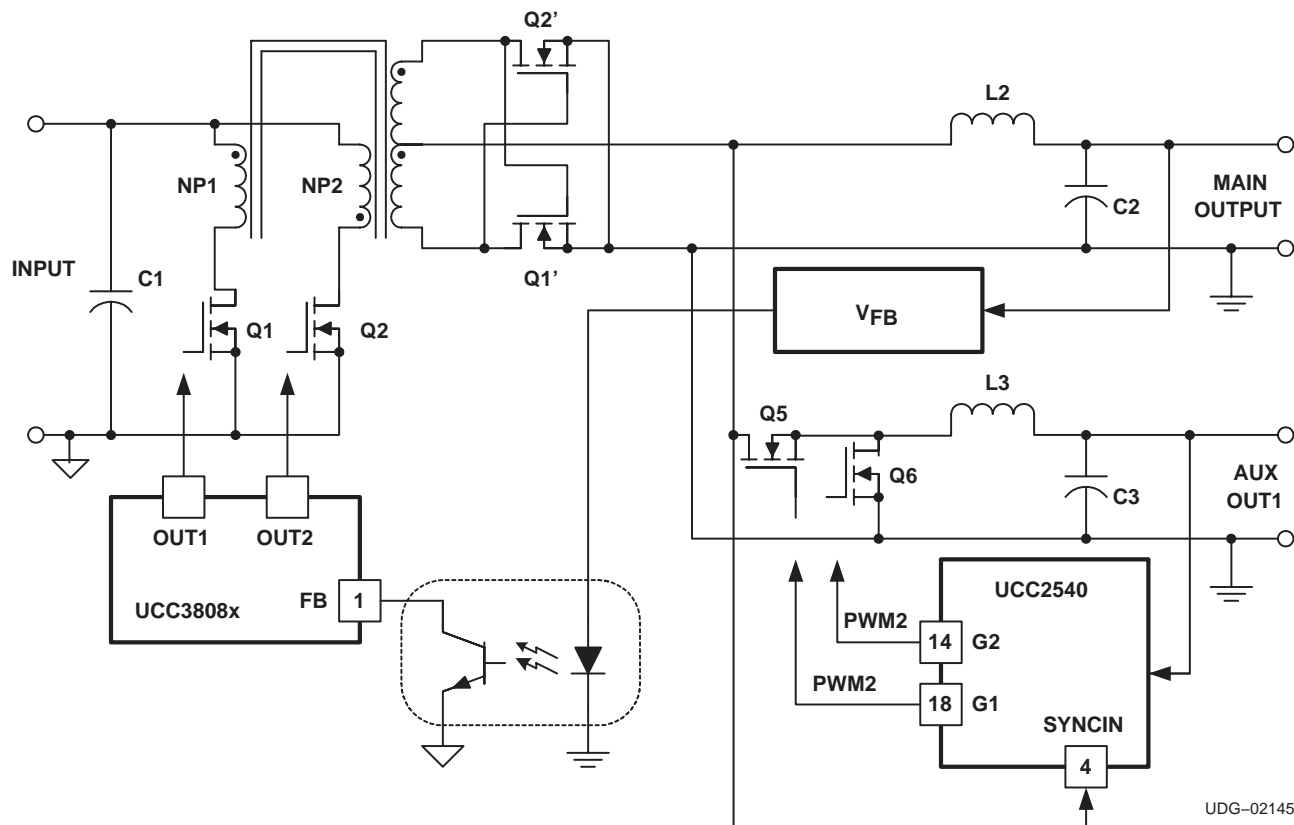 Q2'
L2
NP1
NP2
MAIN
OUTPUT
C2
INPUT
C1
Q1'
Q1
Q2
VFB
L3
Q5
Q6
C3
AUX
OUT1
OUT1
OUT2
UCC3808x
FB
1
UCC2540
PWM2
14
G2
PWM2
18
G1
SYNCIN
4
UDG–02145